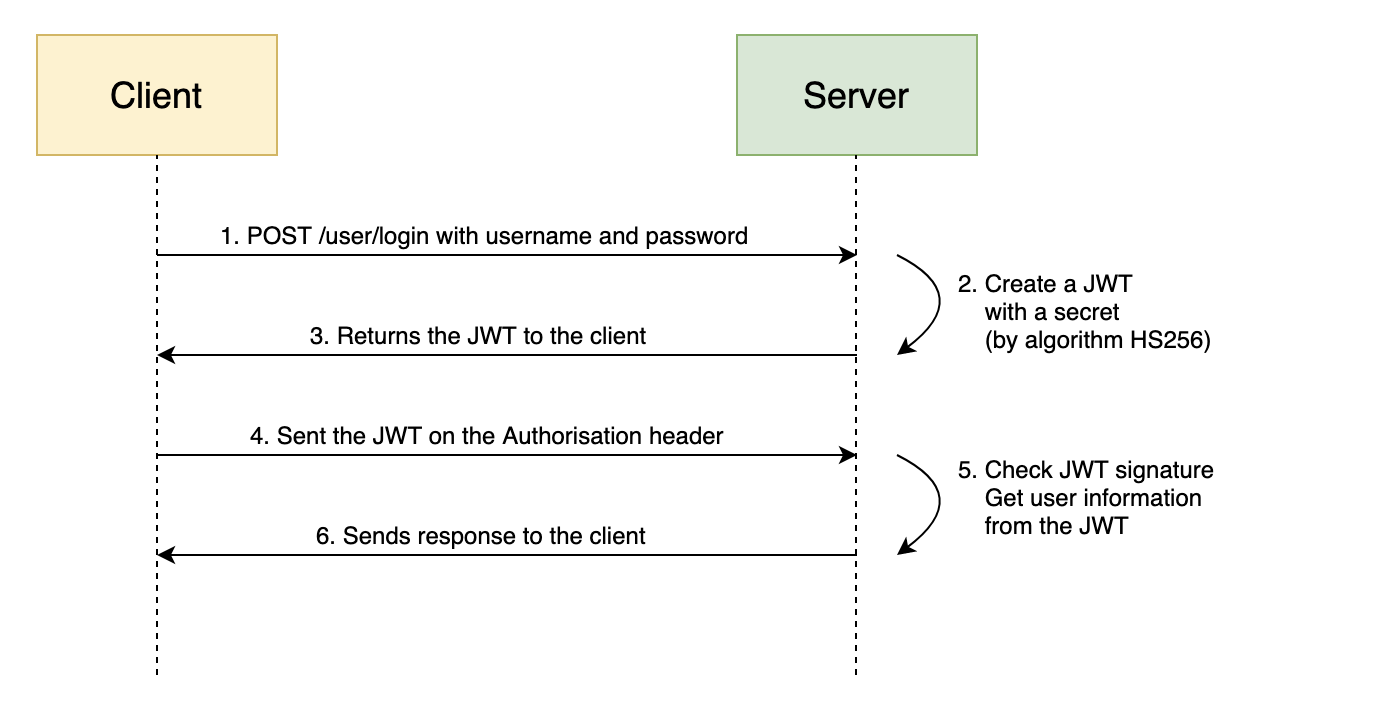 Client
Server
1. POST /user/login with username and password
2. Create a JWT
with a secret
(by algorithm HS256)
3. Returns the JWT to the client
4. Sent the JWT on the Authorisation header
5. Check JWT signature
Get user information
from the JWT
6. Sends response to the client